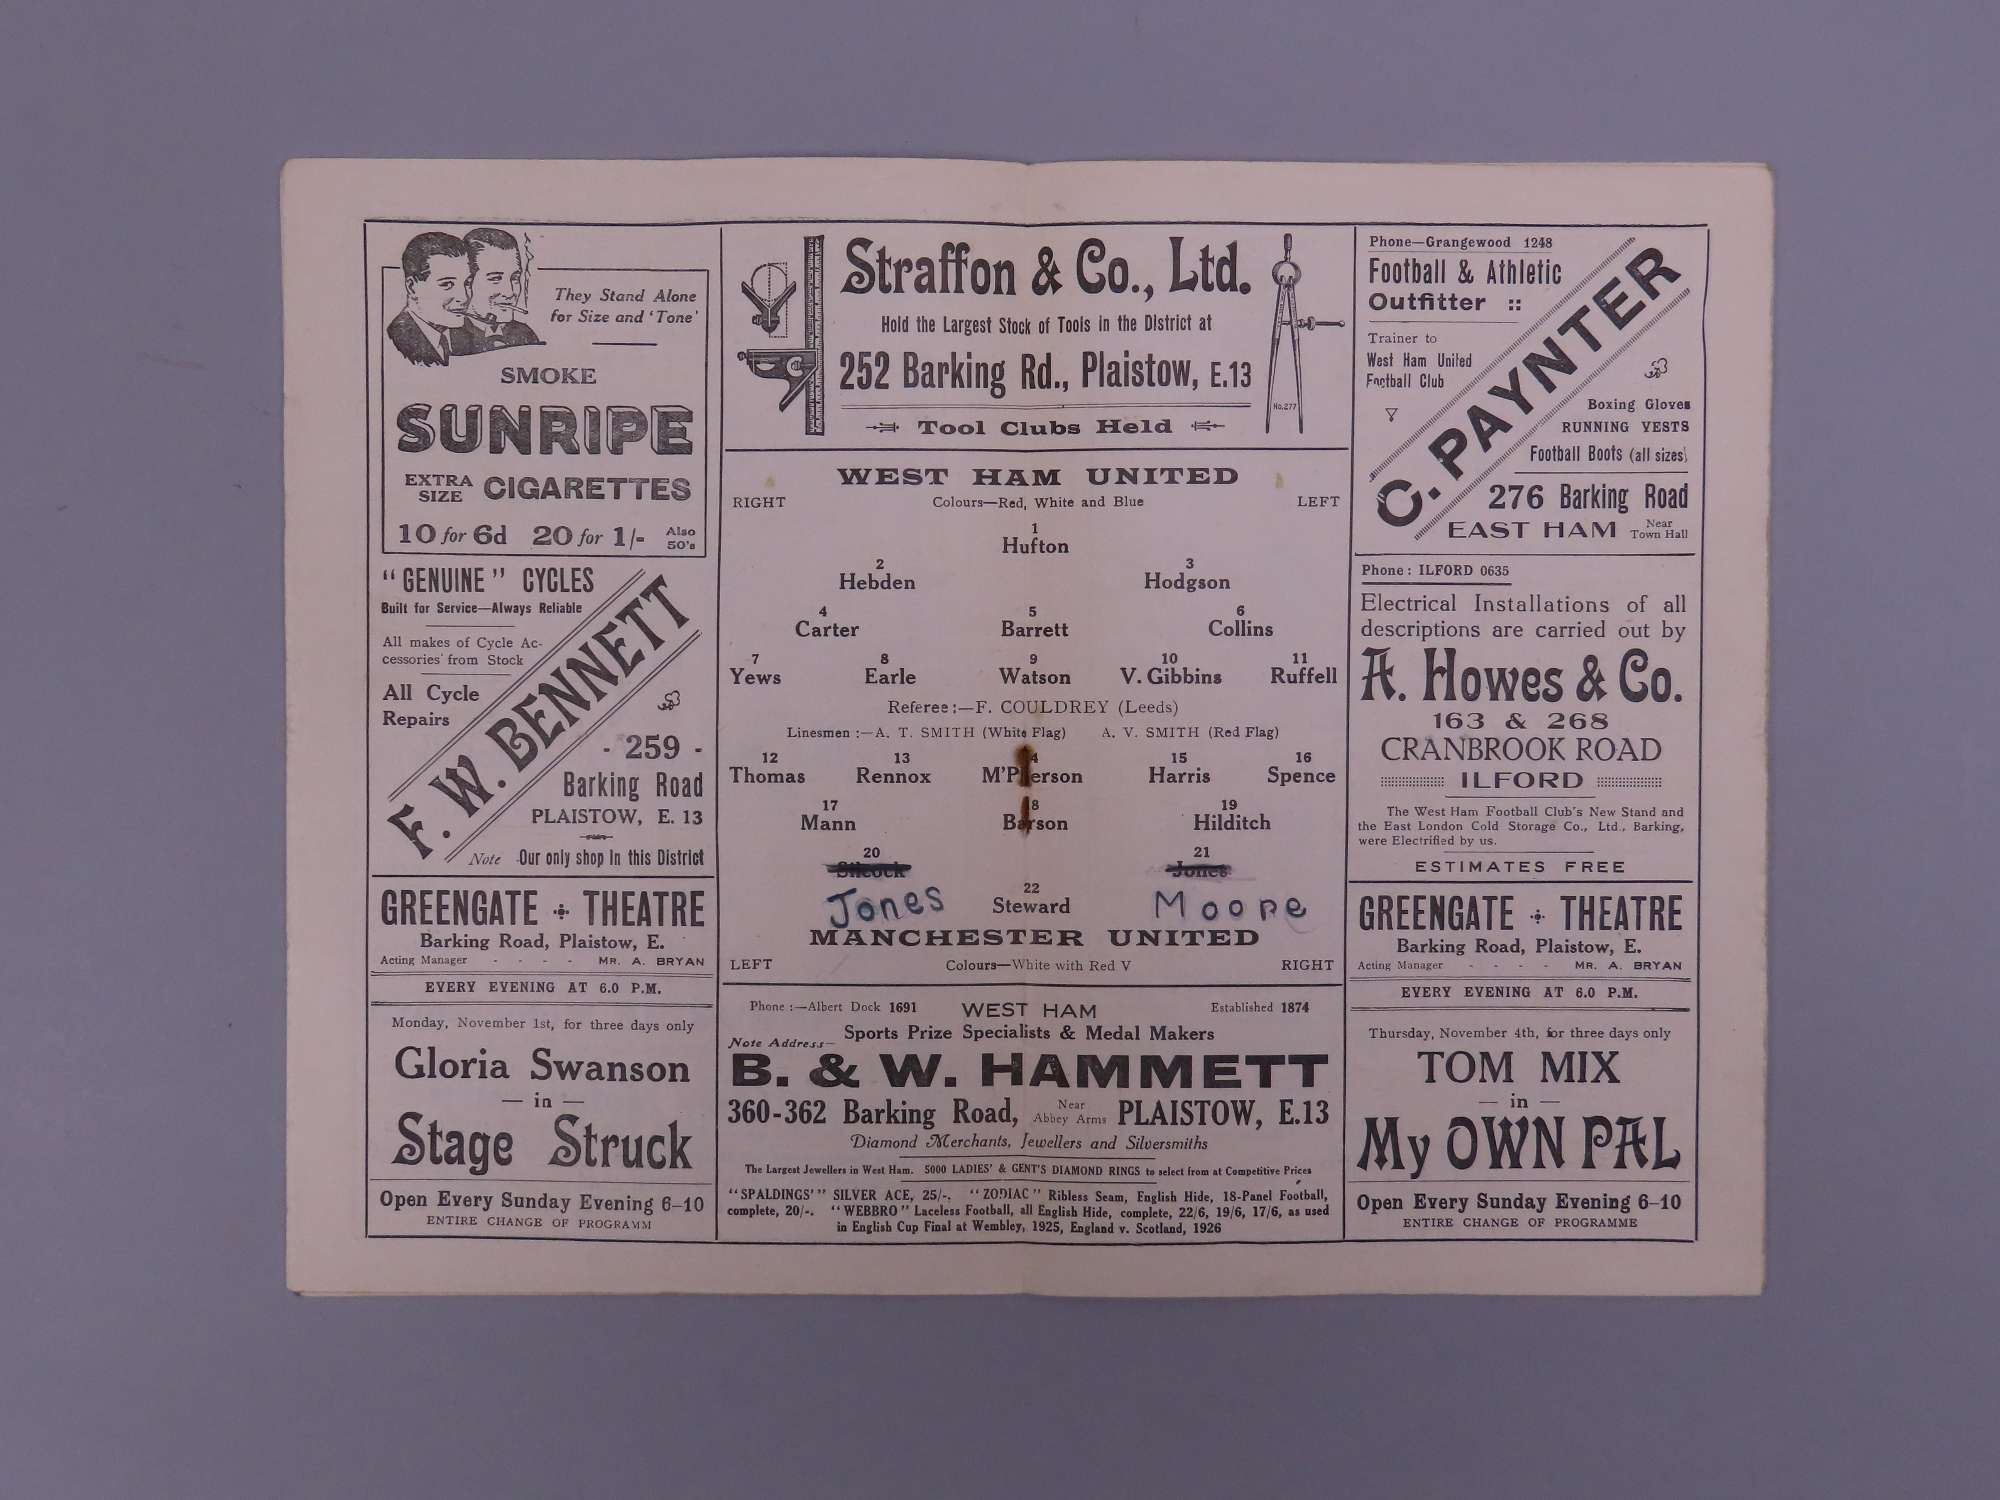 They Stand Alone
for Size and 'Tone'
SMOKE
SUNRIPE
EXTRA SIZE CIGARETTES
10 for 6d 20 for 1/- Also 50's
"GENUINE" CYCLES
Built for Service—Always Reliable
All makes of Cycle Ac-
cessories from Stock
All Cycle
Repairs
F. W. BENNETT
- 259 -
Barking Road
PLAISTOW, E. 13
Note Our only shop in this District
GREENGATE THEATRE
Barking Road, Plaistow, E.
Acting Manager - - - - MR. A. BRYAN
EVERY EVENING AT 6.0 P.M.
Monday, November 1st, for three days only
Gloria Swanson
— in —
Stage Struck
Open Every Sunday Evening 6–10
ENTIRE CHANGE OF PROGRAMM
Straffon & Co., Ltd.
Hold the Largest Stock of Tools in the District at
252 Barking Rd., Plaistow, E.13
Tool Clubs Held
No.277
WEST HAM UNITED
RIGHT Colours—Red, White and Blue LEFT
1
Hufton
2 3
Hebden Hodgson
4 5 6
Carter Barrett Collins
7 8 9 10 11
Yews Earle Watson V. Gibbins Ruffell
Referee:—F. COULDREY (Leeds)
Linesmen:—A. T. SMITH (White Flag) A. V. SMITH (Red Flag)
12 13 4 15 16
Thomas Rennox M'Pherson Harris Spence
17 18 19
Mann Barson Hilditch
20 21
Silcock Jones
22
Jones Steward Moore
MANCHESTER UNITED
LEFT Colours—White with Red V RIGHT
Phone:—Albert Dock 1691 WEST HAM Established 1874
Sports Prize Specialists & Medal Makers
Note Address—
B. & W. HAMMETT
360-362 Barking Road, Near Abbey Arms PLAISTOW, E.13
Diamond Merchants, Jewellers and Silversmiths
The Largest Jewellers in West Ham. 5000 LADIES' & GENT'S DIAMOND RINGS to select from at Competitive Prices
"SPALDINGS'" SILVER ACE, 25/-. "ZODIAC" Ribless Seam, English Hide, 18-Panel Football,
complete, 20/-. "WEBBRO" Laceless Football, all English Hide, complete, 22/6, 19/6, 17/6, as used
in English Cup Final at Wembley, 1925, England v. Scotland, 1926
Phone—Grangewood 1248
Football & Athletic
Outfitter ::
Trainer to
West Ham United
Football Club
C. PAYNTER
Boxing Gloves
RUNNING VESTS
Football Boots (all sizes)
276 Barking Road
EAST HAM Near Town Hall
Phone: ILFORD 0635
Electrical Installations of all
descriptions are carried out by
A. Howes & Co.
163 & 268
CRANBROOK ROAD
ILFORD
The West Ham Football Club's New Stand and
the East London Cold Storage Co., Ltd., Barking,
were Electrified by us.
ESTIMATES FREE
GREENGATE THEATRE
Barking Road, Plaistow, E.
Acting Manager - - - - MR. A. BRYAN
EVERY EVENING AT 6.0 P.M.
Thursday, November 4th, for three days only
TOM MIX
— in —
My OWN PAL
Open Every Sunday Evening 6–10
ENTIRE CHANGE OF PROGRAMME